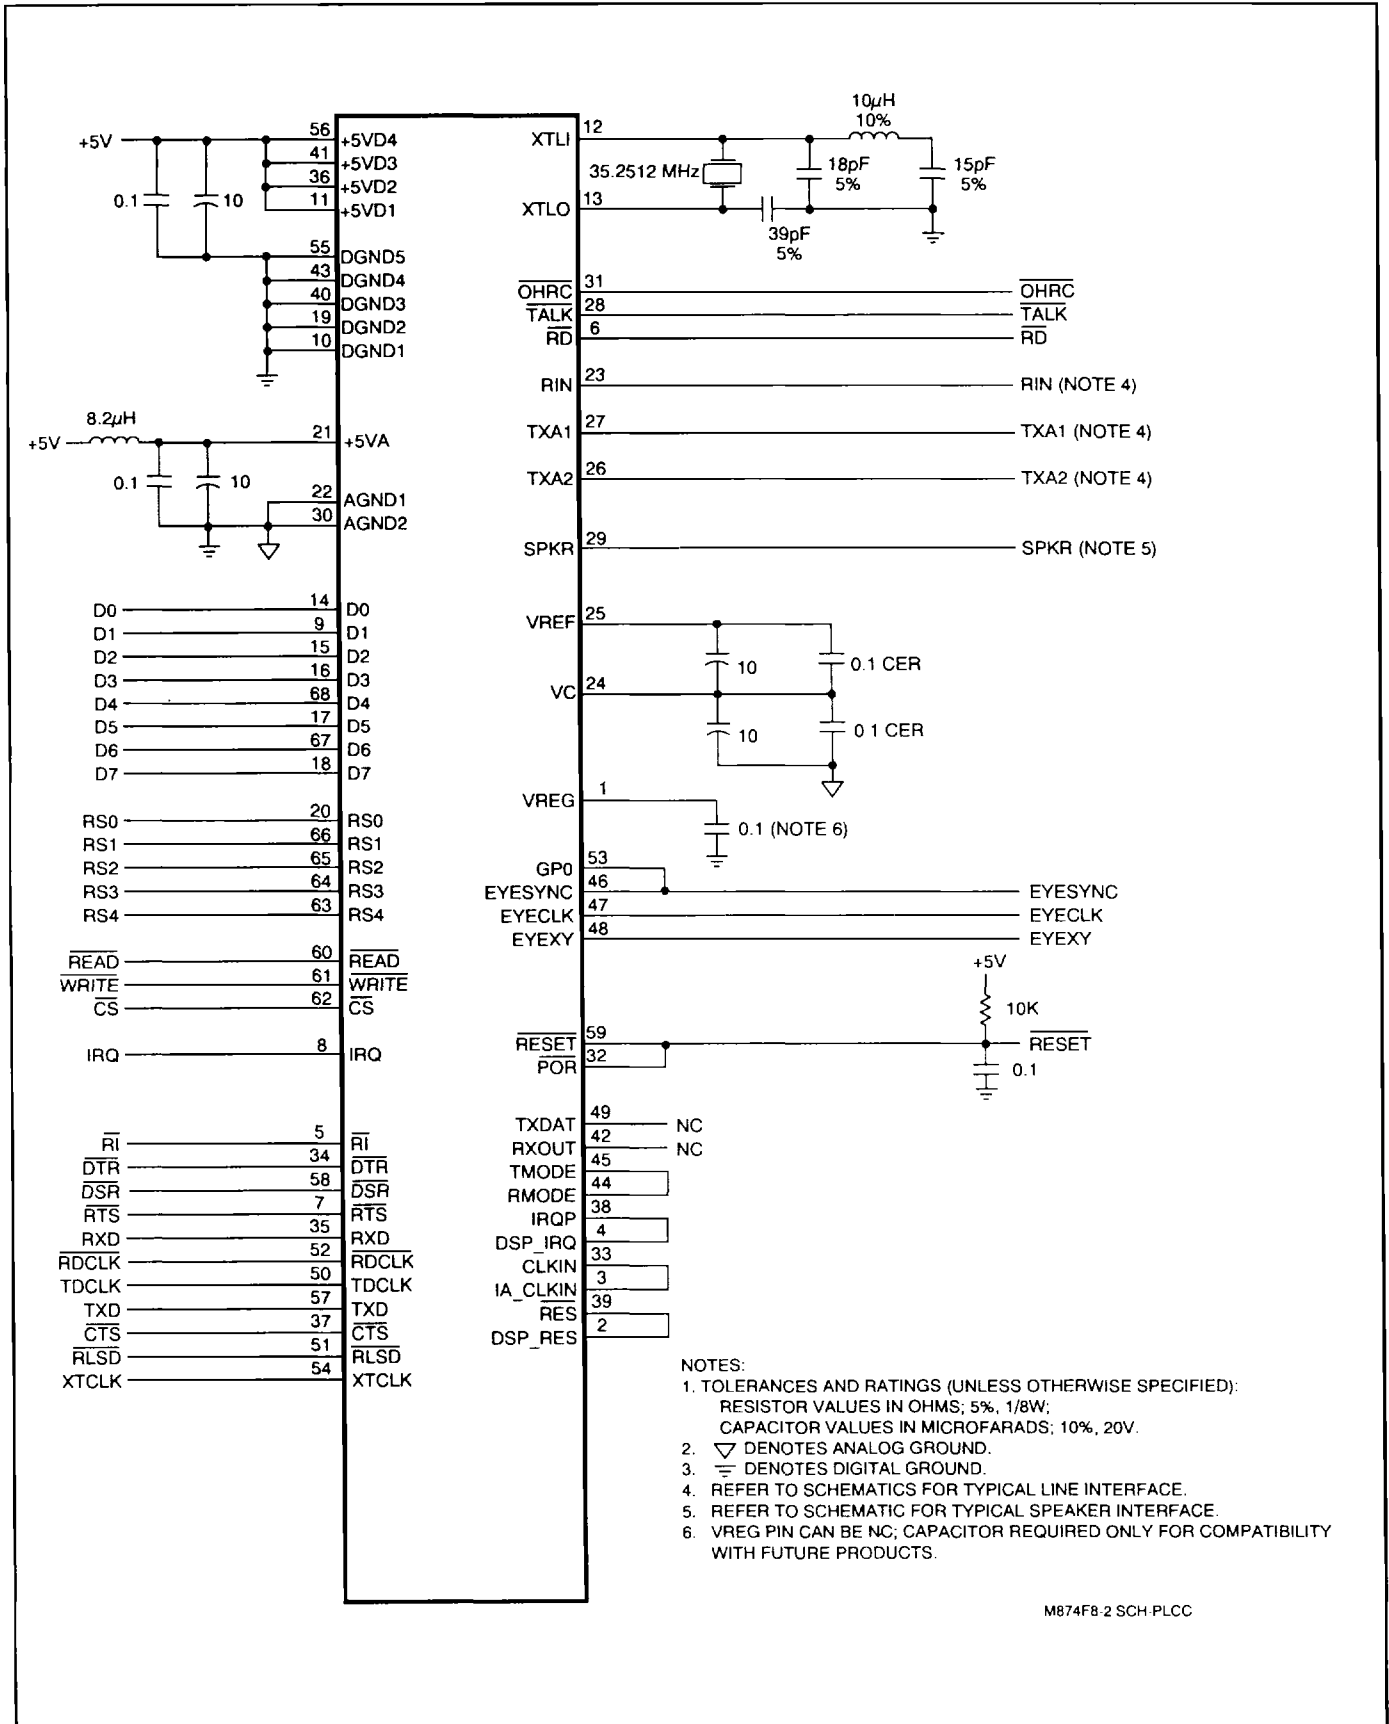 +5V
0.1
10
56
+5VD4
41
+5VD3
36
+5VD2
11
+5VD1
55
DGND5
43
DGND4
40
DGND3
19
DGND2
10
DGND1
8.2µH
+5V
0.1
10
21
+5VA
22
AGND1
30
AGND2
D0 14 D0
D1 9 D1
D2 15 D2
D3 16 D3
D4 68 D4
D5 17 D5
D6 67 D6
D7 18 D7
RS0 20 RS0
RS1 66 RS1
RS2 65 RS2
RS3 64 RS3
RS4 63 RS4
READ 60 READ
WRITE 61 WRITE
CS 62 CS
IRQ 8 IRQ
RI 5 RI
DTR 34 DTR
DSR 58 DSR
RTS 7 RTS
RXD 35 RXD
RDCLK 52 RDCLK
TDCLK 50 TDCLK
TXD 57 TXD
CTS 37 CTS
RLSD 51 RLSD
XTCLK 54 XTCLK
XTLI 12
10µH
10%
35.2512 MHz
18pF
5%
15pF
5%
XTLO 13
39pF
5%
OHRC 31 OHRC
TALK 28 TALK
RD 6 RD
RIN 23 RIN (NOTE 4)
TXA1 27 TXA1 (NOTE 4)
TXA2 26 TXA2 (NOTE 4)
SPKR 29 SPKR (NOTE 5)
VREF 25
10
0.1 CER
VC 24
10
0 1 CER
VREG 1
0.1 (NOTE 6)
GP0 53
EYESYNC 46 EYESYNC
EYECLK 47 EYECLK
EYEXY 48 EYEXY
+5V
10K
RESET 59 RESET
POR 32
0.1
TXDAT 49 NC
RXOUT 42 NC
TMODE 45
RMODE 44
IRQP 38
DSP_IRQ 4
CLKIN 33
IA_CLKIN 3
RES 39
DSP_RES 2
NOTES:
1. TOLERANCES AND RATINGS (UNLESS OTHERWISE SPECIFIED):
RESISTOR VALUES IN OHMS; 5%, 1/8W;
CAPACITOR VALUES IN MICROFARADS; 10%, 20V.
2. DENOTES ANALOG GROUND.
3. DENOTES DIGITAL GROUND.
4. REFER TO SCHEMATICS FOR TYPICAL LINE INTERFACE.
5. REFER TO SCHEMATIC FOR TYPICAL SPEAKER INTERFACE.
6. VREG PIN CAN BE NC; CAPACITOR REQUIRED ONLY FOR COMPATIBILITY
WITH FUTURE PRODUCTS.
M874F8-2 SCH-PLCC